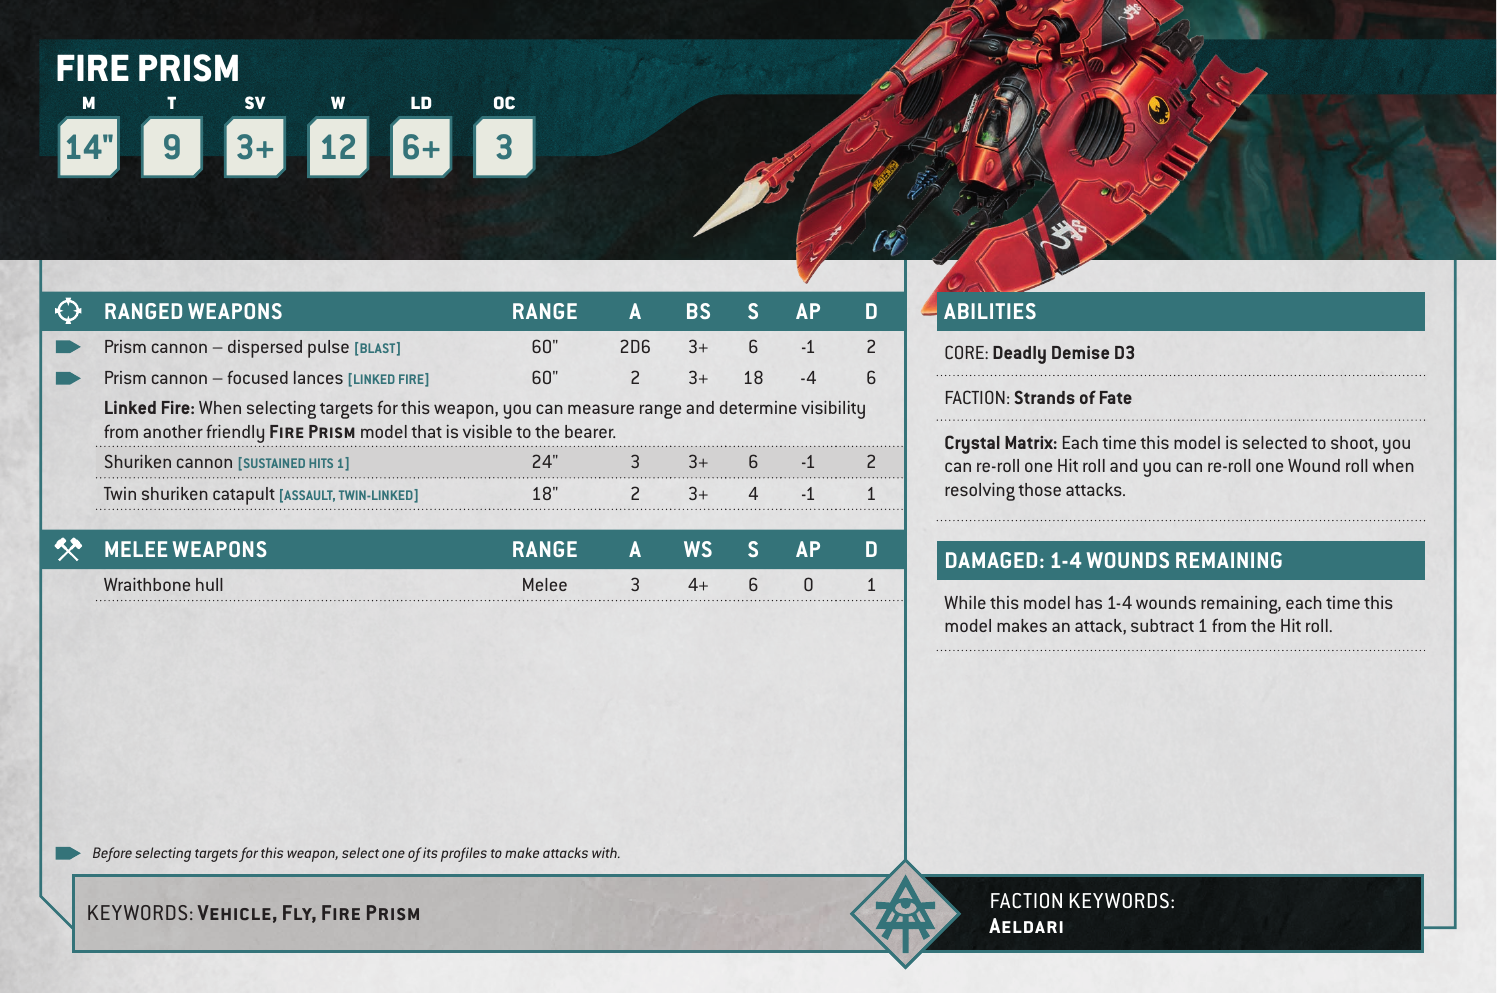 FIRE PRISM
M T SV W LD OC
14" 9 3+ 12 6+ 3
RANGED WEAPONS RANGE A BS S AP D
Prism cannon – dispersed pulse [BLAST] 60" 2D6 3+ 6 -1 2
Prism cannon – focused lances [LINKED FIRE] 60" 2 3+ 18 -4 6
Linked Fire: When selecting targets for this weapon, you can measure range and determine visibility
from another friendly FIRE PRISM model that is visible to the bearer.
Shuriken cannon [SUSTAINED HITS 1] 24" 3 3+ 6 -1 2
Twin shuriken catapult [ASSAULT, TWIN-LINKED] 18" 2 3+ 4 -1 1
MELEE WEAPONS RANGE A WS S AP D
Wraithbone hull Melee 3 4+ 6 0 1
Before selecting targets for this weapon, select one of its profiles to make attacks with.
KEYWORDS: VEHICLE, FLY, FIRE PRISM
ABILITIES
CORE: Deadly Demise D3
FACTION: Strands of Fate
Crystal Matrix: Each time this model is selected to shoot, you
can re-roll one Hit roll and you can re-roll one Wound roll when
resolving those attacks.
DAMAGED: 1-4 WOUNDS REMAINING
While this model has 1-4 wounds remaining, each time this
model makes an attack, subtract 1 from the Hit roll.
FACTION KEYWORDS:
AELDARI